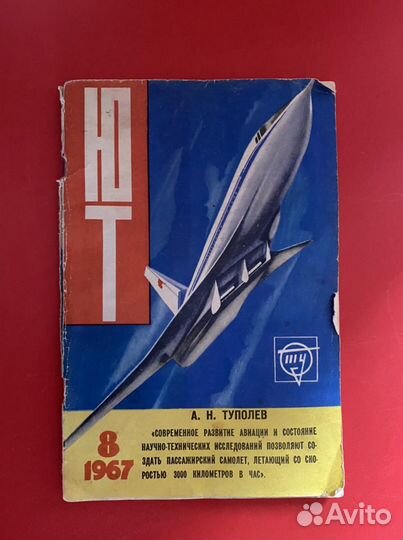 ЮТ
ту
А. Н. ТУПОЛЕВ
8
1967
«СОВРЕМЕННОЕ РАЗВИТИЕ АВИАЦИИ И СОСТОЯНИЕ
НАУЧНО-ТЕХНИЧЕСКИХ ИССЛЕДОВАНИЙ ПОЗВОЛЯЮТ СО-
ЗДАТЬ ПАССАЖИРСКИЙ САМОЛЕТ, ЛЕТАЮЩИЙ СО СКО-
РОСТЬЮ 3000 КИЛОМЕТРОВ В ЧАС».
Avito